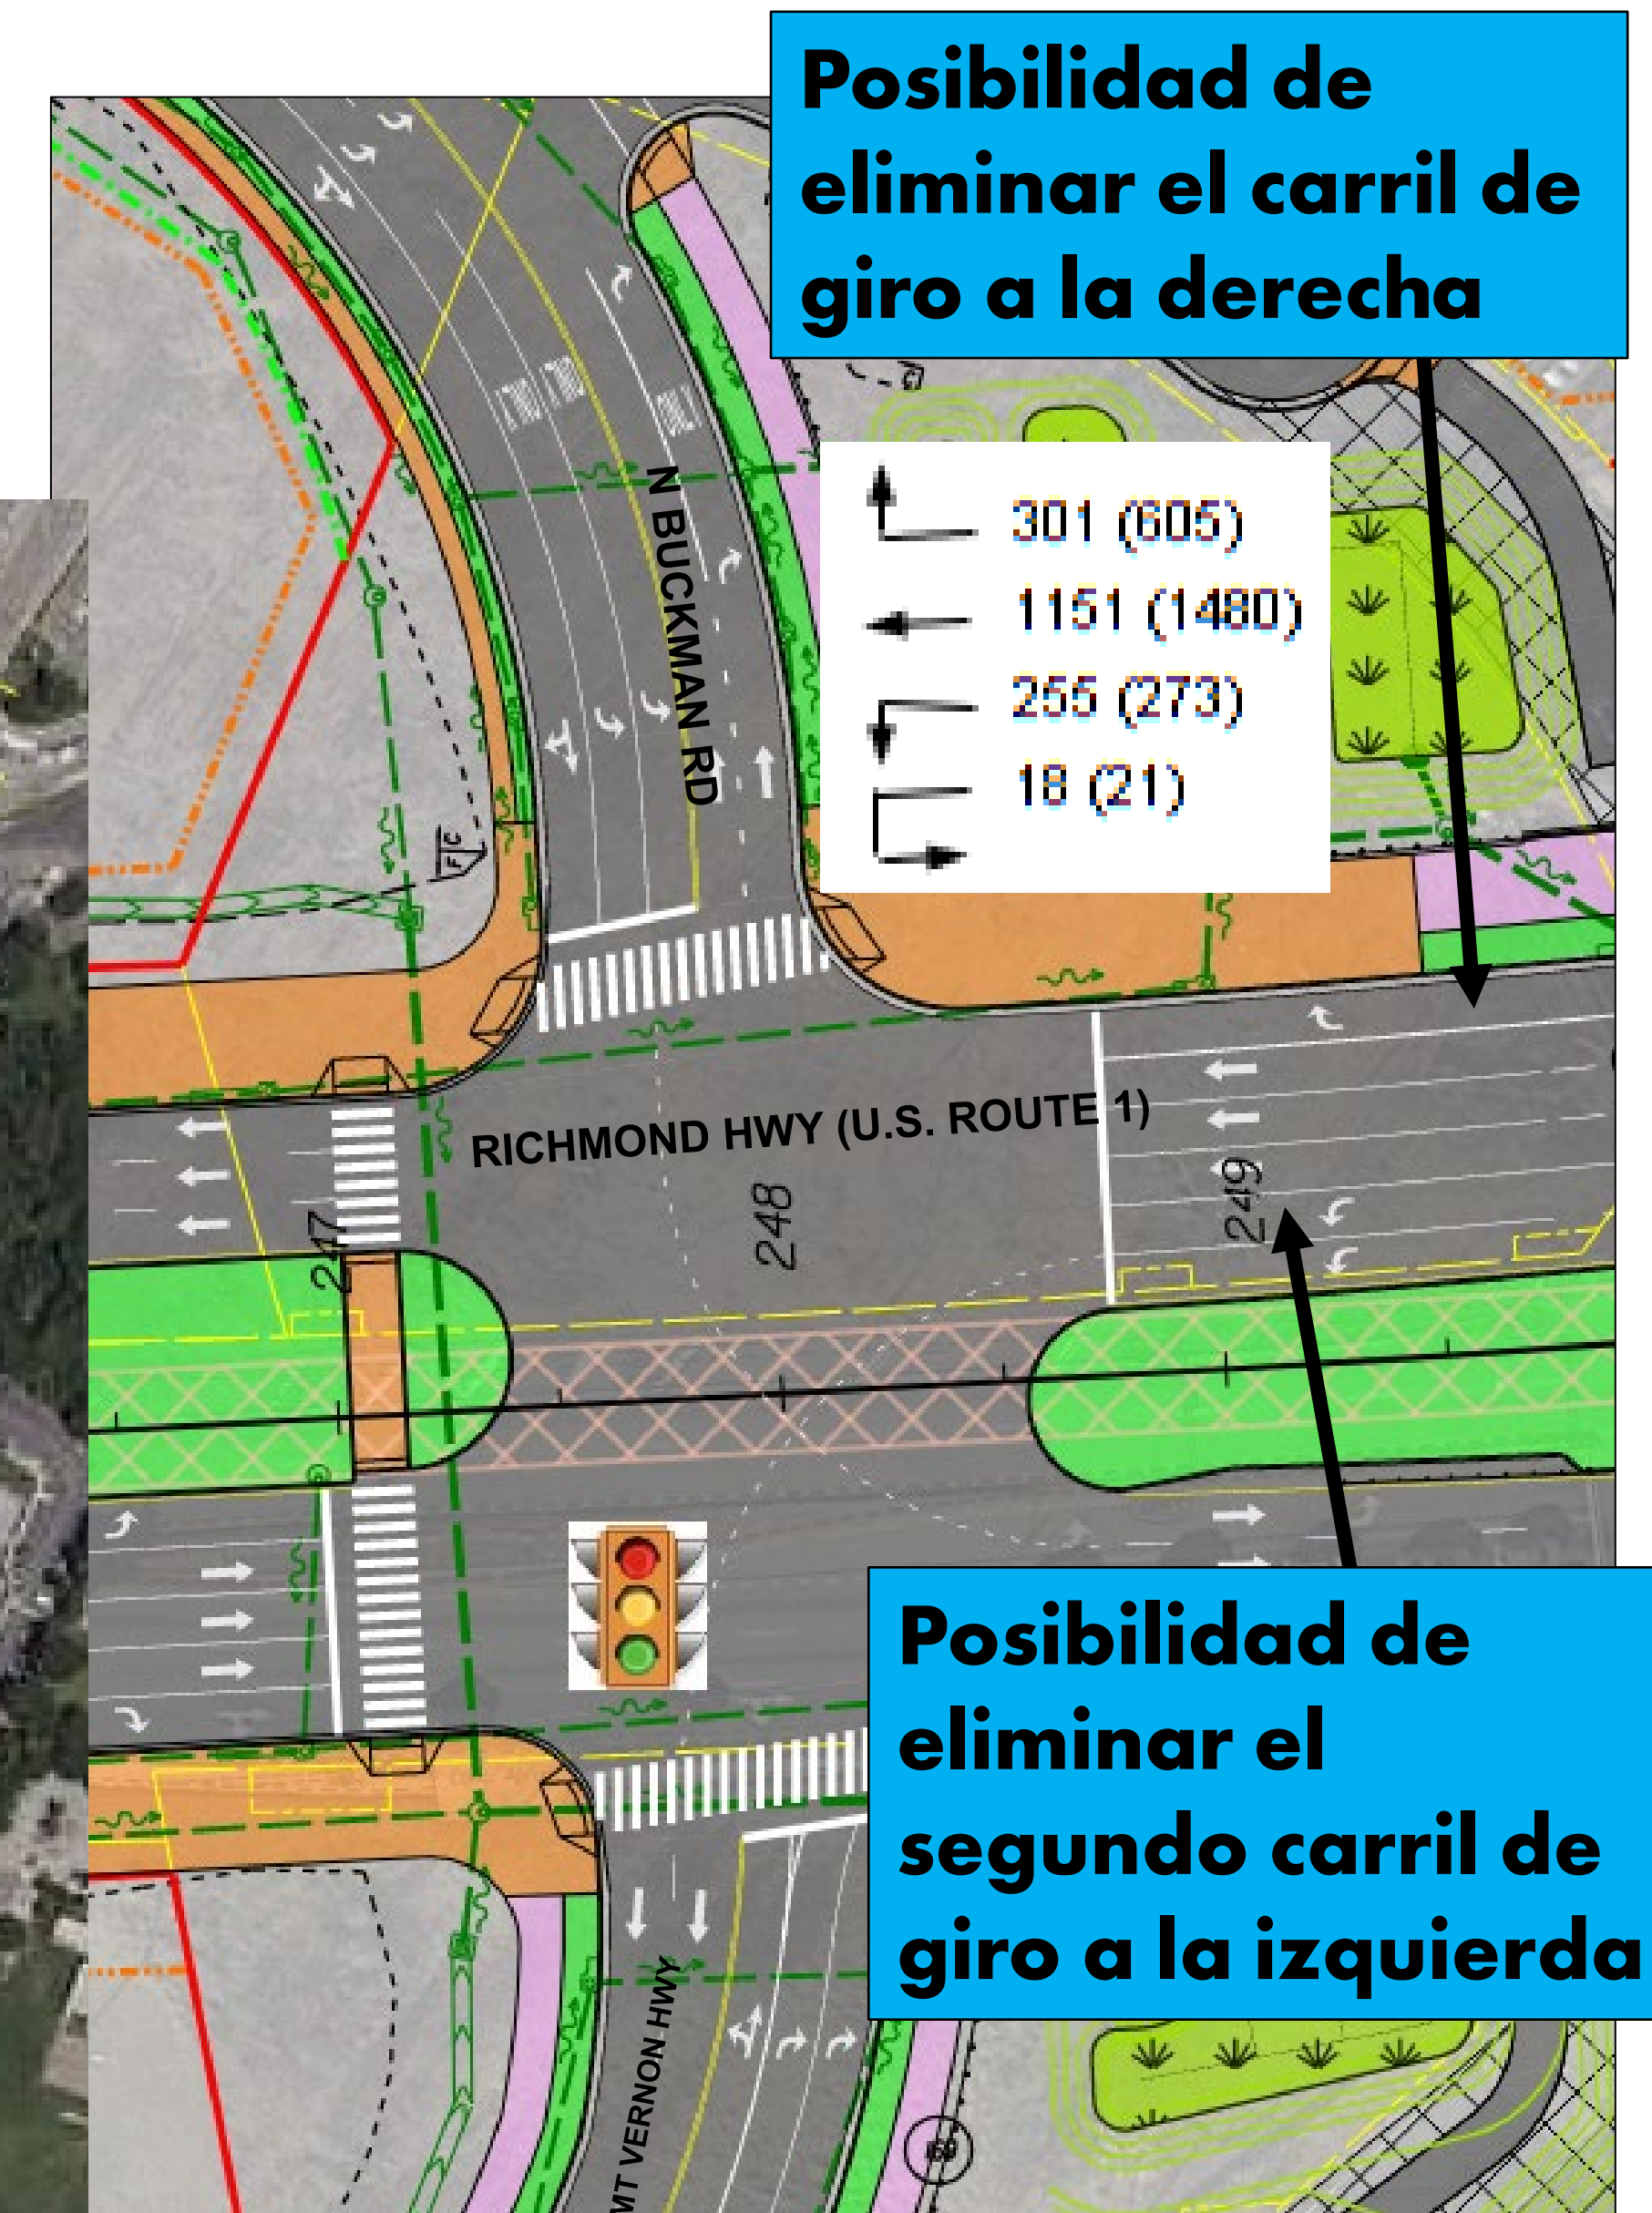 Posibilidad de
eliminar el carril de
giro a la derecha
N BUCKMAN RD
301 (605)
1151 (1480)
255 (273)
18 (21)
RICHMOND HWY (U.S. ROUTE 1)
247
248
249
Posibilidad de
eliminar el
segundo carril de
giro a la izquierda
MT VERNON HWY